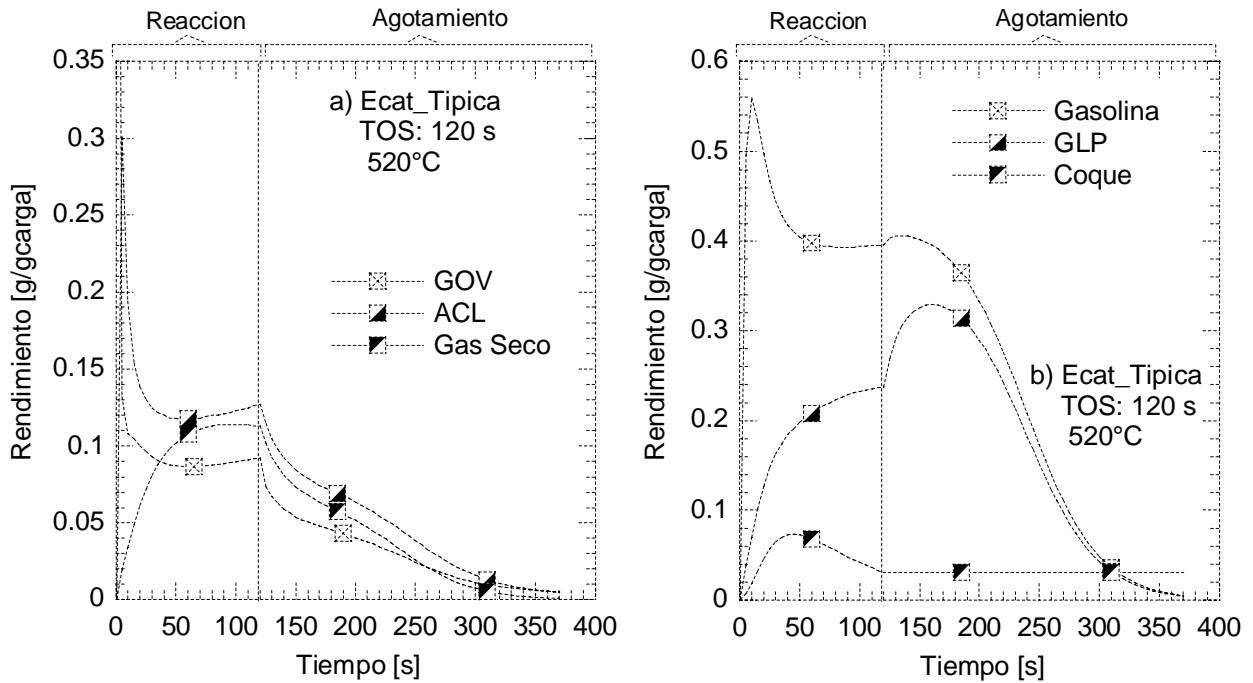 Reaccion
Agotamiento
0.35
0.3
0.25
0.2
0.15
0.1
0.05
0
Rendimiento [g/gcarga]
a) Ecat_Tipica
TOS: 120 s
520°C
GOV
ACL
Gas Seco
0 50 100 150 200 250 300 350 400
Tiempo [s]
Reaccion
Agotamiento
0.6
0.5
0.4
0.3
0.2
0.1
0
Rendimiento [g/gcarga]
Gasolina
GLP
Coque
b) Ecat_Tipica
TOS: 120 s
520°C
0 50 100 150 200 250 300 350 400
Tiempo [s]